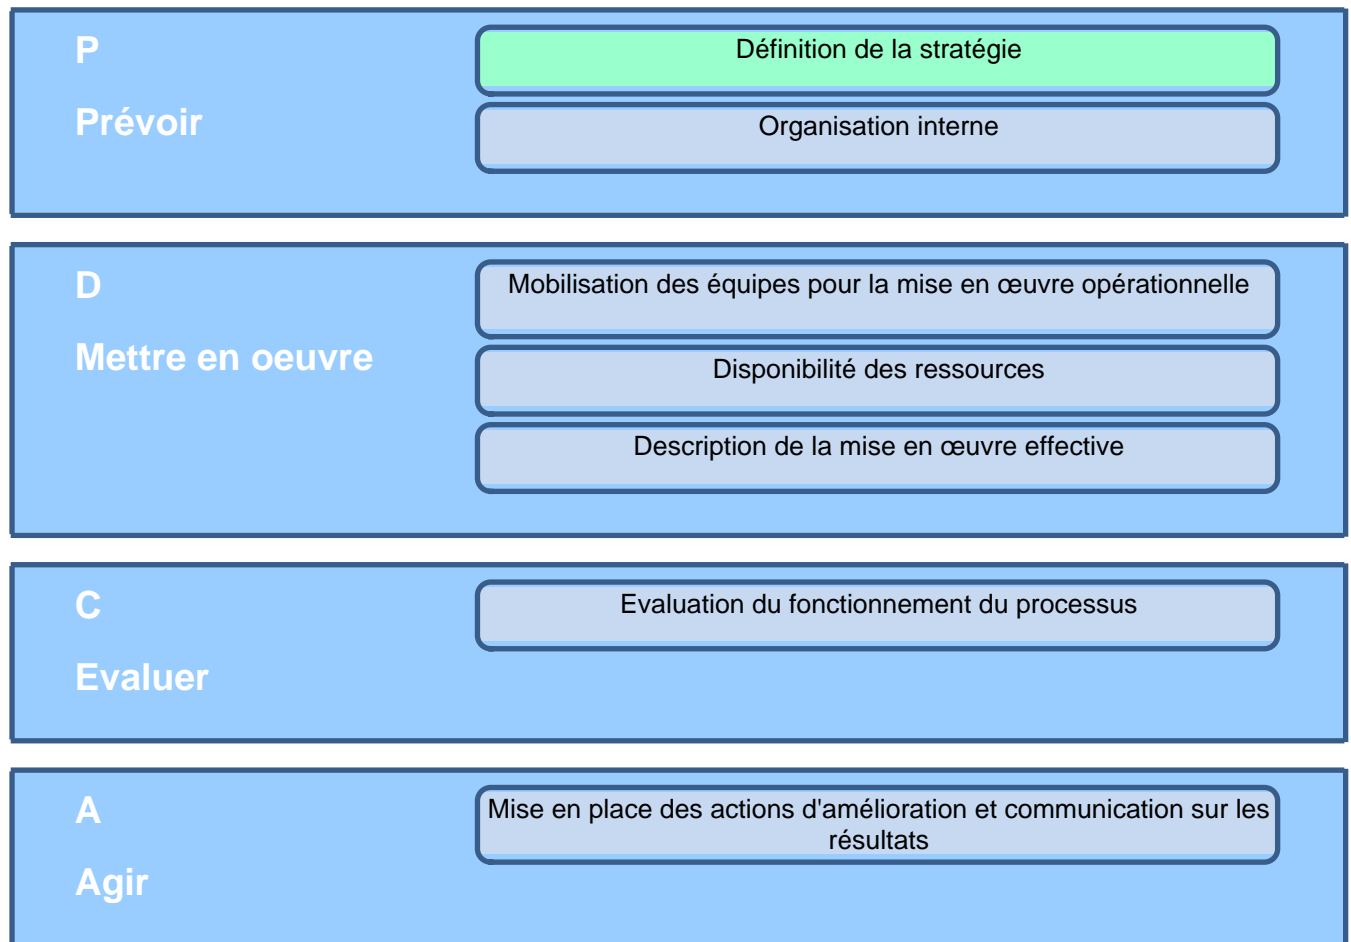 P
Définition de la stratégie
Prévoir
Organisation interne
D
Mobilisation des équipes pour la mise en œuvre opérationnelle
Mettre en oeuvre
Disponibilité des ressources
Description de la mise en œuvre effective
C
Evaluation du fonctionnement du processus
Evaluer
A
Mise en place des actions d'amélioration et communication sur les
résultats
Agir